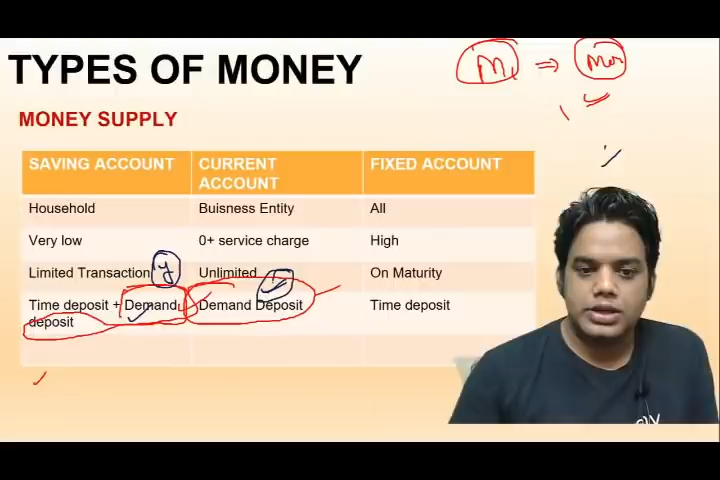 TYPES OF MONEY
M₁ ⇒
MONEY SUPPLY
SAVING ACCOUNT CURRENT ACCOUNT FIXED ACCOUNT
Household Buisness Entity All
Very low 0+ service charge High
Limited Transaction Unlimited On Maturity
Time deposit + Demand deposit Demand Deposit Time deposit